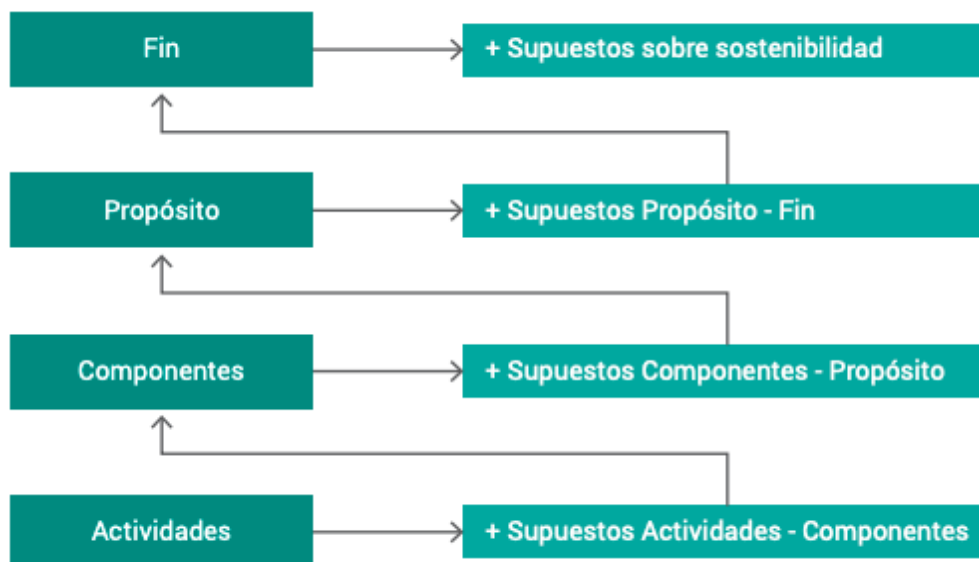 Fin
+ Supuestos sobre sostenibilidad
Propósito
+ Supuestos Propósito - Fin
Componentes
+ Supuestos Componentes - Propósito
Actividades
+ Supuestos Actividades - Componentes